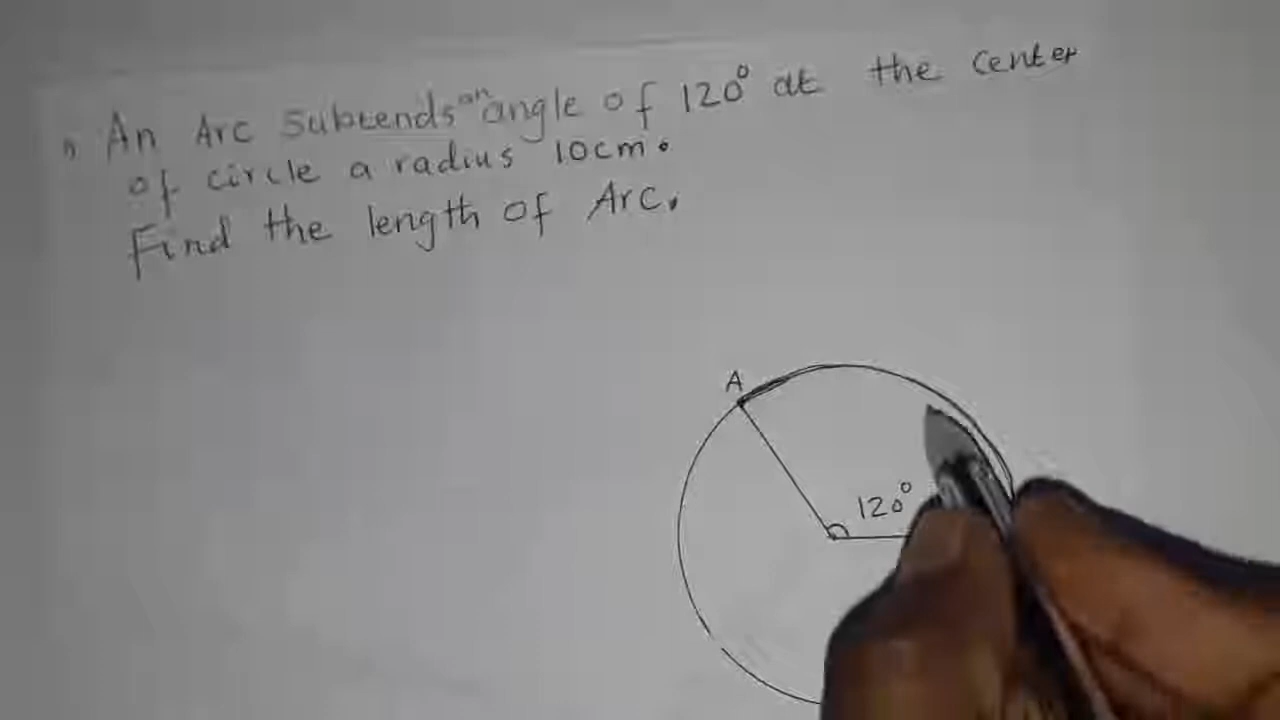 1) An Arc subtends an angle of 120° at the center
of circle a radius 10cm.
Find the length of Arc.
A
120°